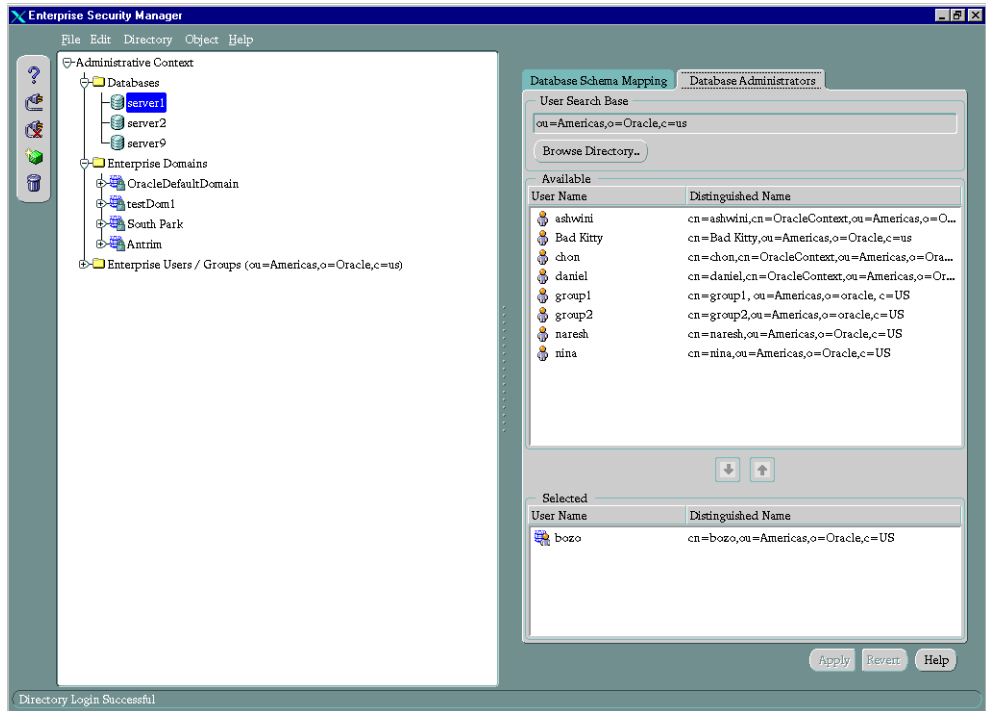 Enterprise Security Manager
File Edit Directory Object Help
Administrative Context
Databases
server1
server2
server9
Enterprise Domains
OracleDefaultDomain
testDom1
South Park
Antrim
Enterprise Users / Groups (ou=Americas,o=Oracle,c=us)
Database Schema Mapping Database Administrators
User Search Base
ou=Americas,o=Oracle,c=us
Browse Directory..
Available
User Name Distinguished Name
ashwini cn=ashwini,cn=OracleContext,ou=Americas,o=O...
Bad Kitty cn=Bad Kitty,ou=Americas,o=Oracle,c=us
chon cn=chon,cn=OracleContext,ou=Americas,o=Ora...
daniel cn=daniel,cn=OracleContext,ou=Americas,o=Or...
group1 cn=group1, ou=Americas,o=oracle, c=US
group2 cn=group2,ou=Americas,o=oracle,c=US
naresh cn=naresh,ou=Americas,o=Oracle,c=US
nina cn=nina,ou=Americas,o=Oracle,c=US
Selected
User Name Distinguished Name
bozo cn=bozo,ou=Americas,o=Oracle,c=US
Apply Revert Help
Directory Login Successful